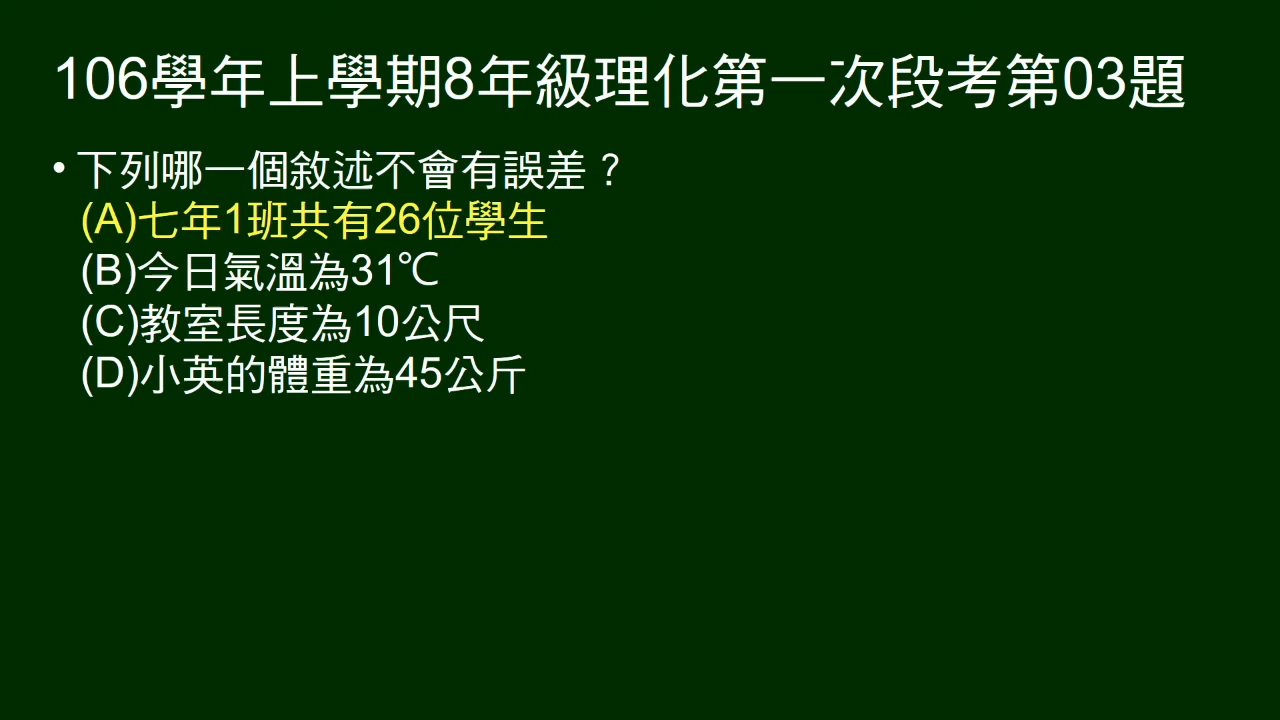 106學年上學期8年級理化第一次段考第03題
• 下列哪一個敘述不會有誤差？
(A)七年1班共有26位學生
(B)今日氣溫為31℃
(C)教室長度為10公尺
(D)小英的體重為45公斤